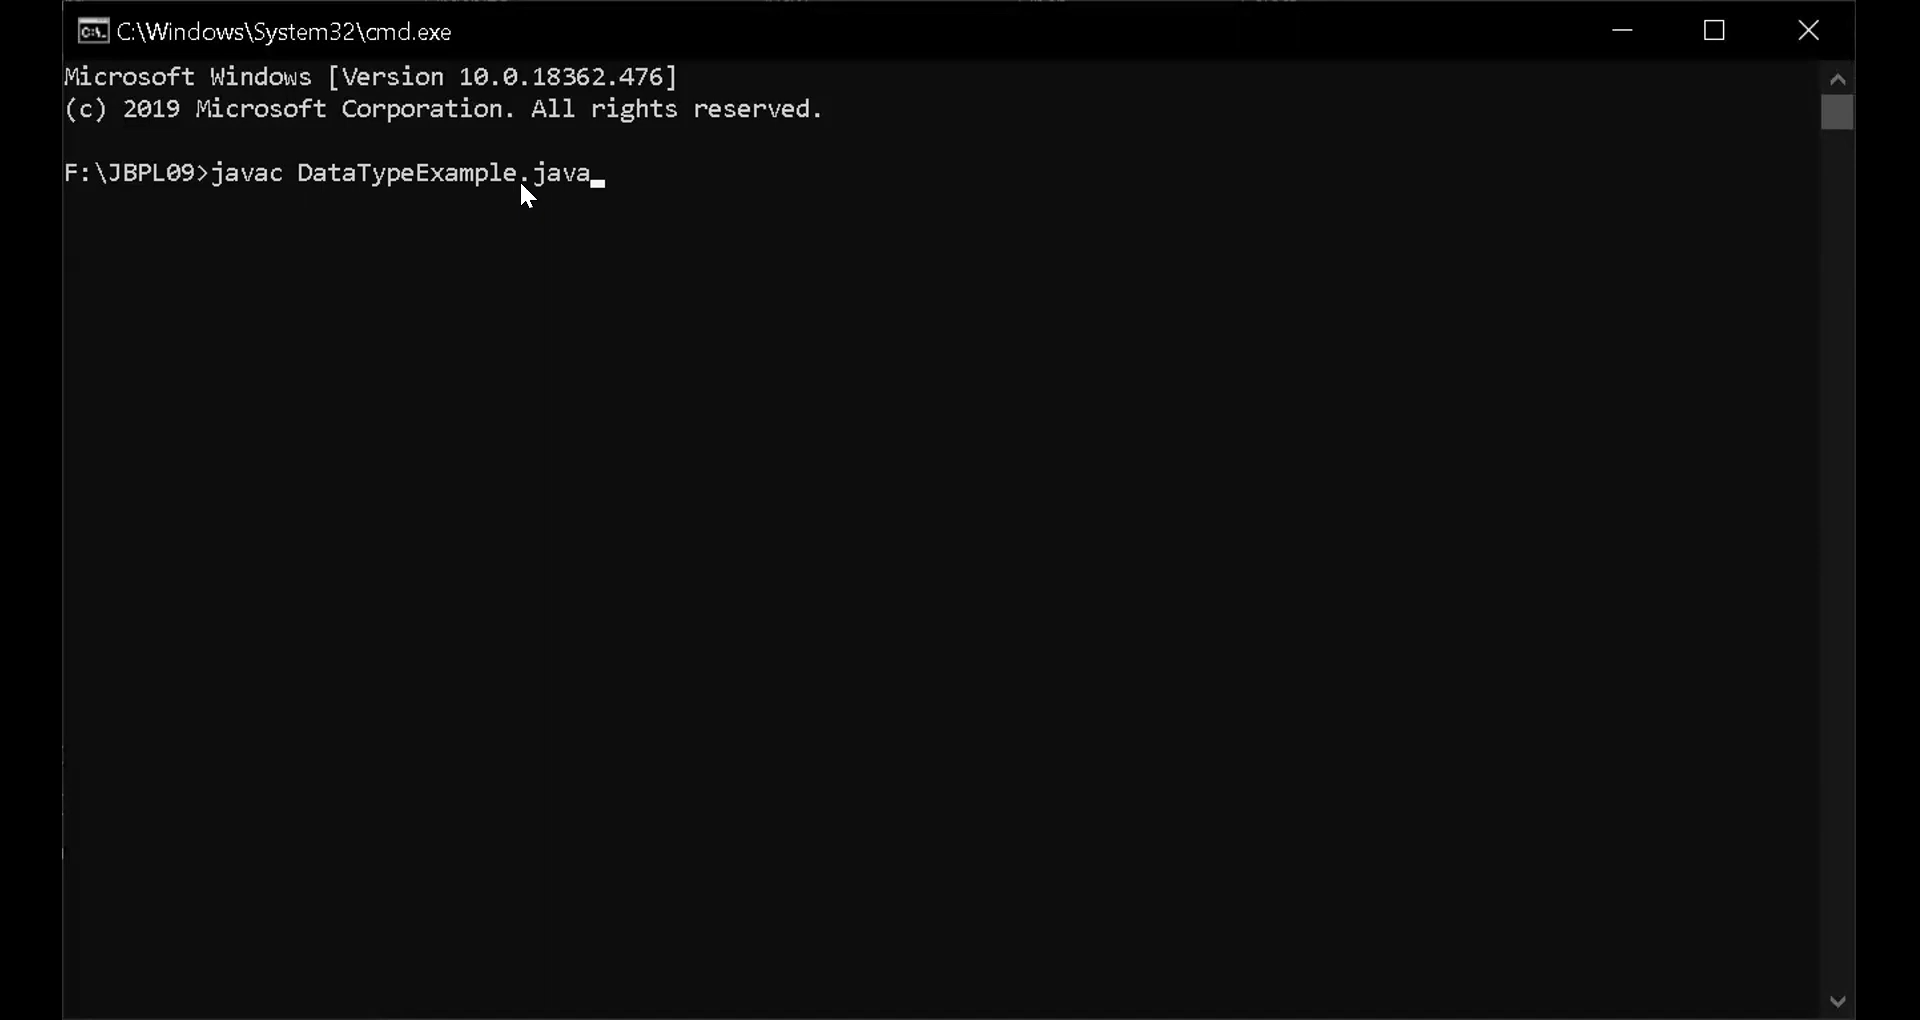 C:\Windows\System32\cmd.exe
Microsoft Windows [Version 10.0.18362.476]
(c) 2019 Microsoft Corporation. All rights reserved.
F:\JBPL09>javac DataTypeExample.java